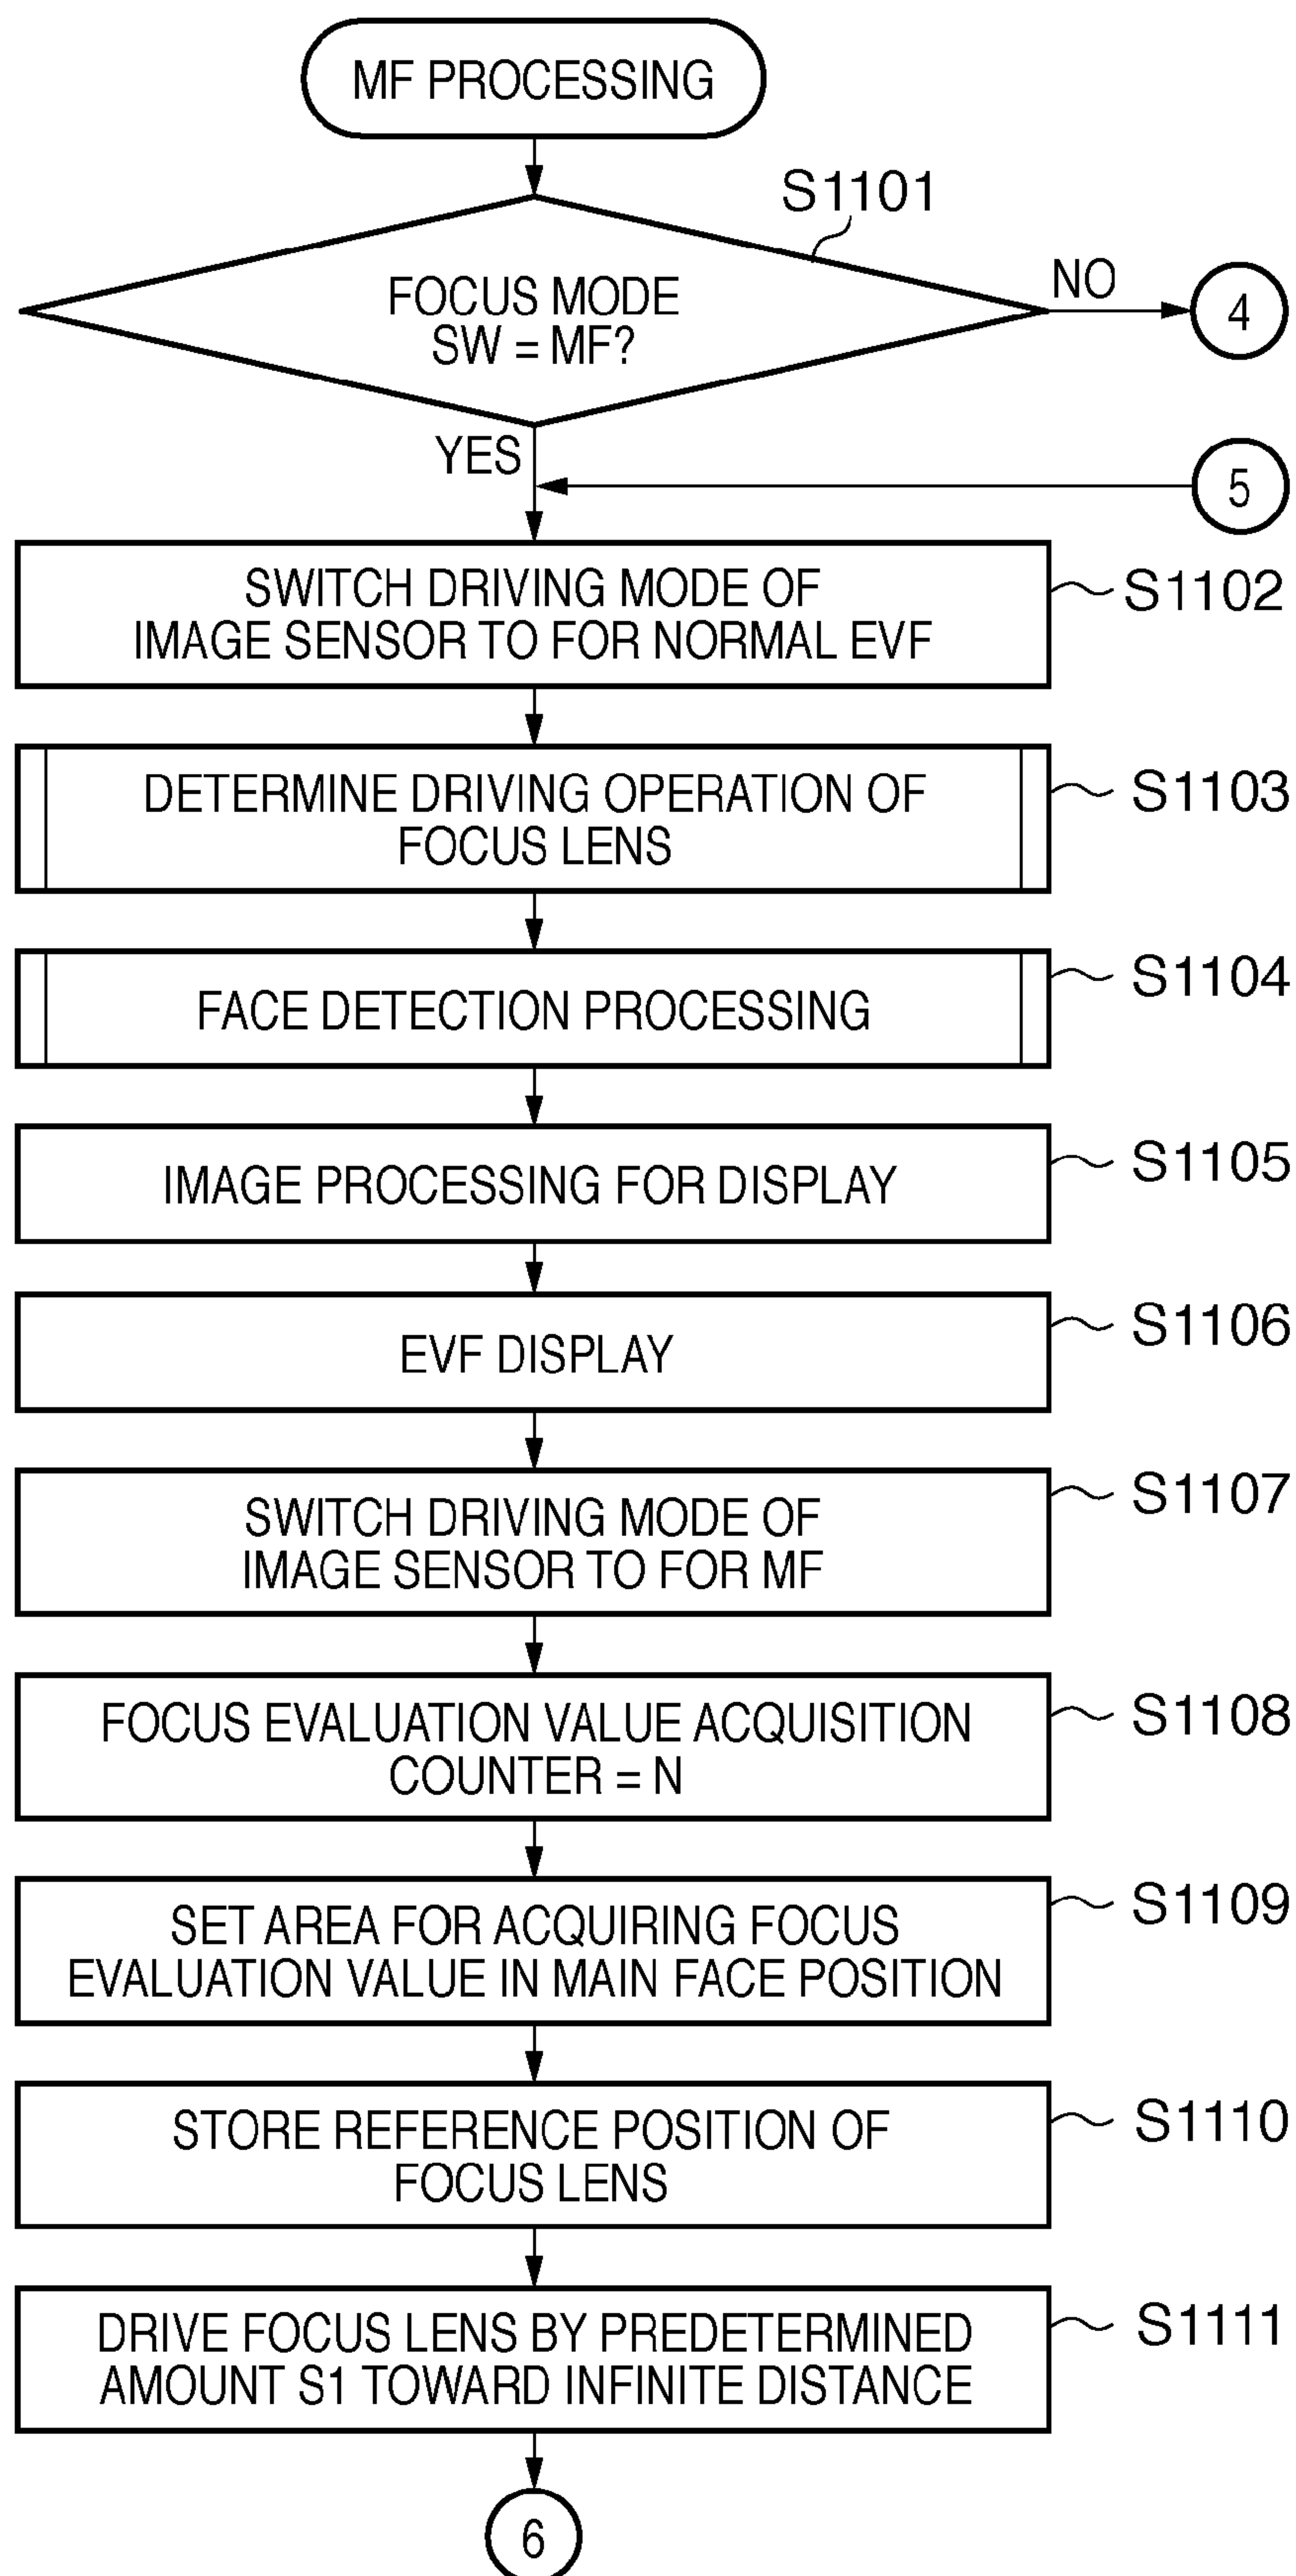 MF PROCESSING
S1101
FOCUS MODE
SW = MF?
NO
4
YES
5
SWITCH DRIVING MODE OF
IMAGE SENSOR TO FOR NORMAL EVF
S1102
DETERMINE DRIVING OPERATION OF
FOCUS LENS
S1103
FACE DETECTION PROCESSING
S1104
IMAGE PROCESSING FOR DISPLAY
S1105
EVF DISPLAY
S1106
SWITCH DRIVING MODE OF
IMAGE SENSOR TO FOR MF
S1107
FOCUS EVALUATION VALUE ACQUISITION
COUNTER = N
S1108
SET AREA FOR ACQUIRING FOCUS
EVALUATION VALUE IN MAIN FACE POSITION
S1109
STORE REFERENCE POSITION OF
FOCUS LENS
S1110
DRIVE FOCUS LENS BY PREDETERMINED
AMOUNT S1 TOWARD INFINITE DISTANCE
S1111
6